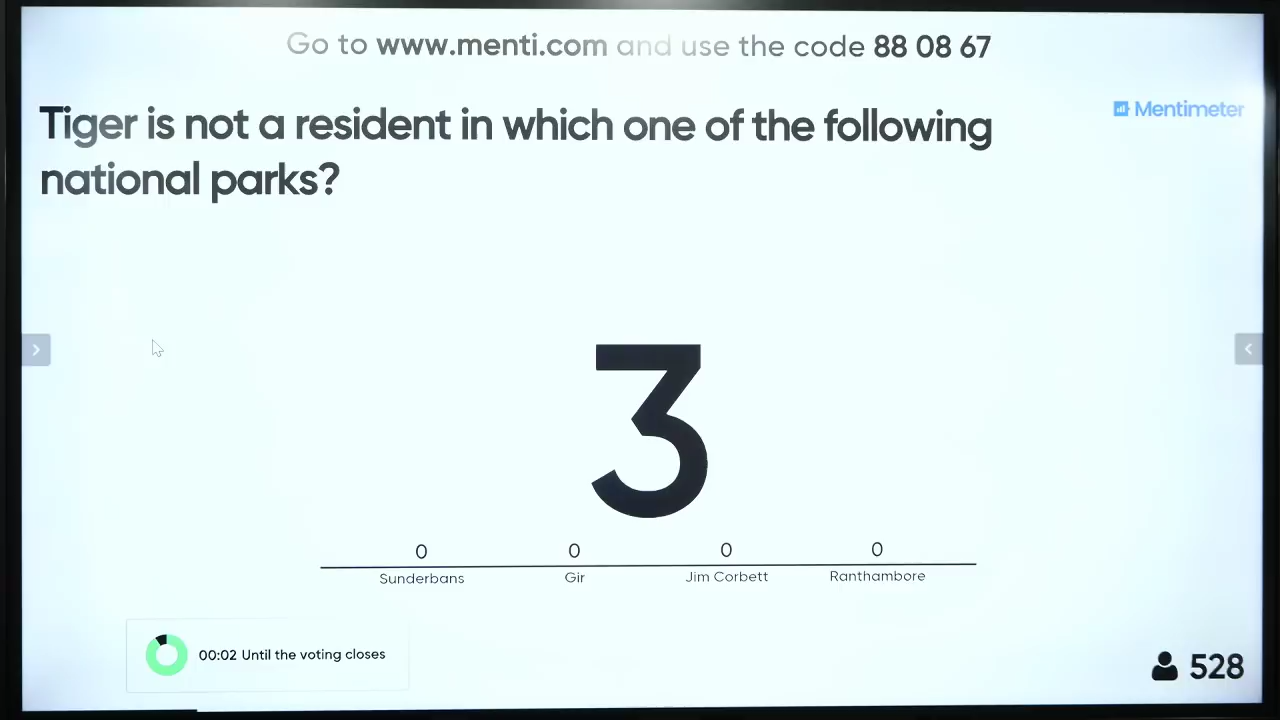 Go to www.menti.com and use the code 88 08 67
Mentimeter
Tiger is not a resident in which one of the following
national parks?
3
0 0 0 0
Sunderbans Gir Jim Corbett Ranthambore
00:02 Until the voting closes
528